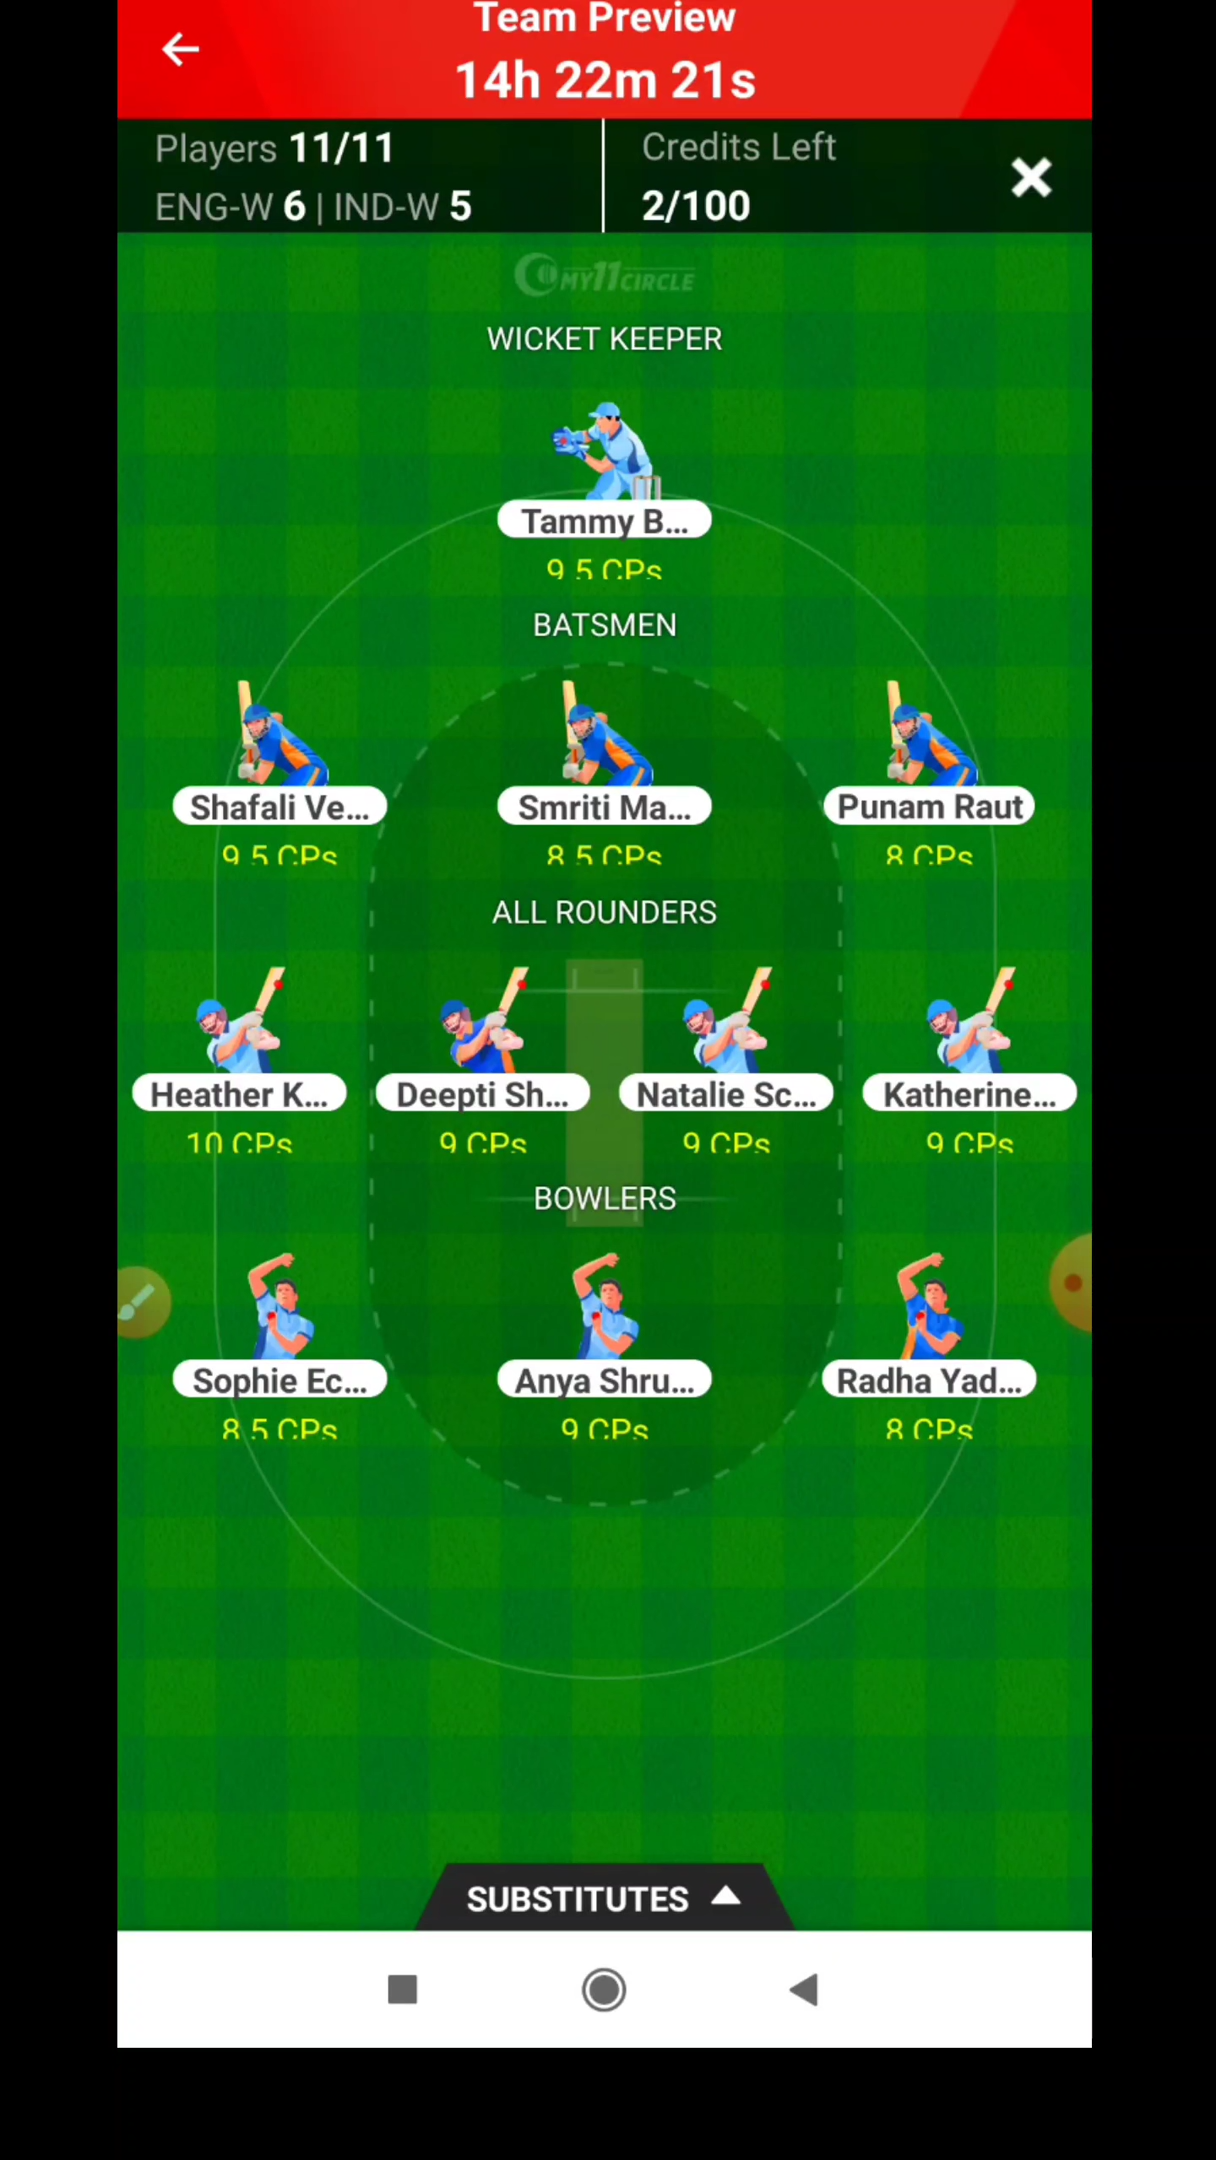 Team Preview
14h 22m 21s
Players 11/11
ENG-W 6 | IND-W 5
Credits Left
2/100
MY11CIRCLE
WICKET KEEPER
Tammy B...
9.5 CPs
BATSMEN
Shafali Ve... Smriti Ma... Punam Raut
9.5 CPs 8.5 CPs 8 CPs
ALL ROUNDERS
Heather K... Deepti Sh... Natalie Sc... Katherine...
10 CPs 9 CPs 9 CPs 9 CPs
BOWLERS
Sophie Ec... Anya Shru... Radha Yad...
8.5 CPs 9 CPs 8 CPs
SUBSTITUTES